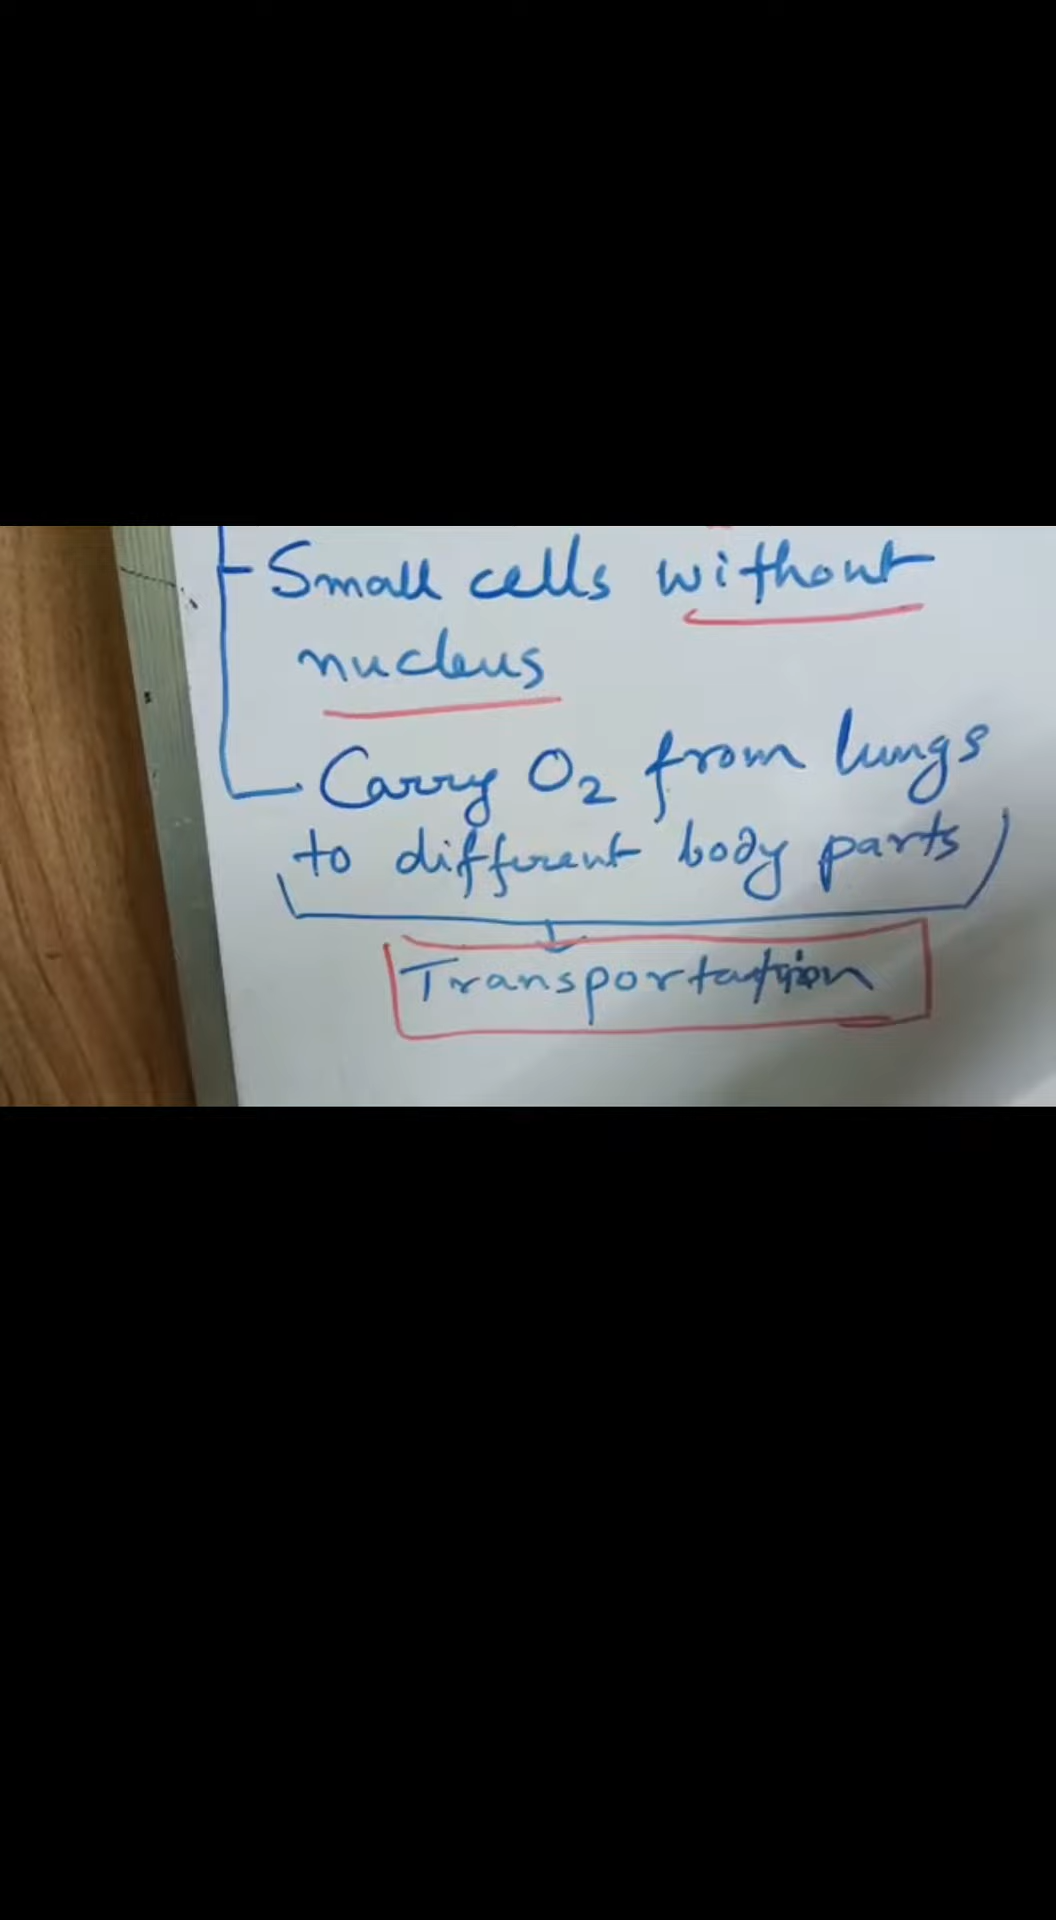 Small cells without
nucleus
Carry O₂ from lungs
to different body parts
Transportation